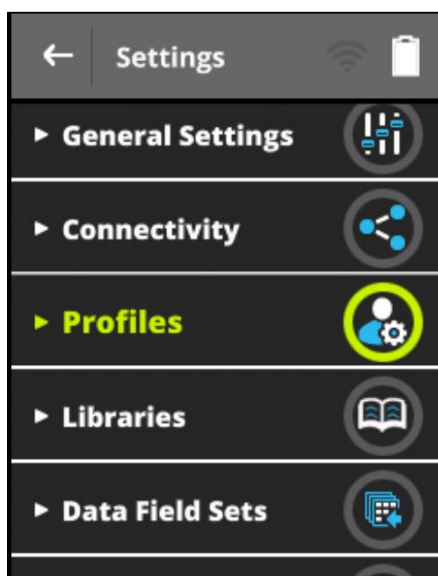 Settings
General Settings
Connectivity
Profiles
Libraries
Data Field Sets